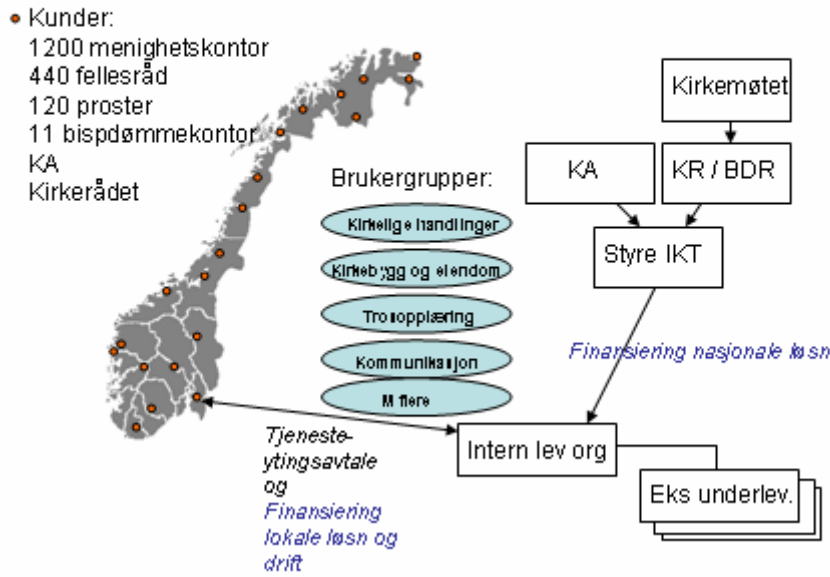 Kunder:
1200 menighetskontor
440 fellesråd
120 proster
11 bispdømmekontor
KA
Kirkerådet
Brukergrupper:
Kirkelige handlinger
Kirkebygg og eiendom
Trosopplæring
Kommunikasjon
M flere
Kirkemøtet
KA
KR / BDR
Styre IKT
Finansiering nasjonale løsn
Intern lev org
Eks underlev.
Tjeneste-
ytingsavtale
og
Finansiering
lokale løsn og
drift